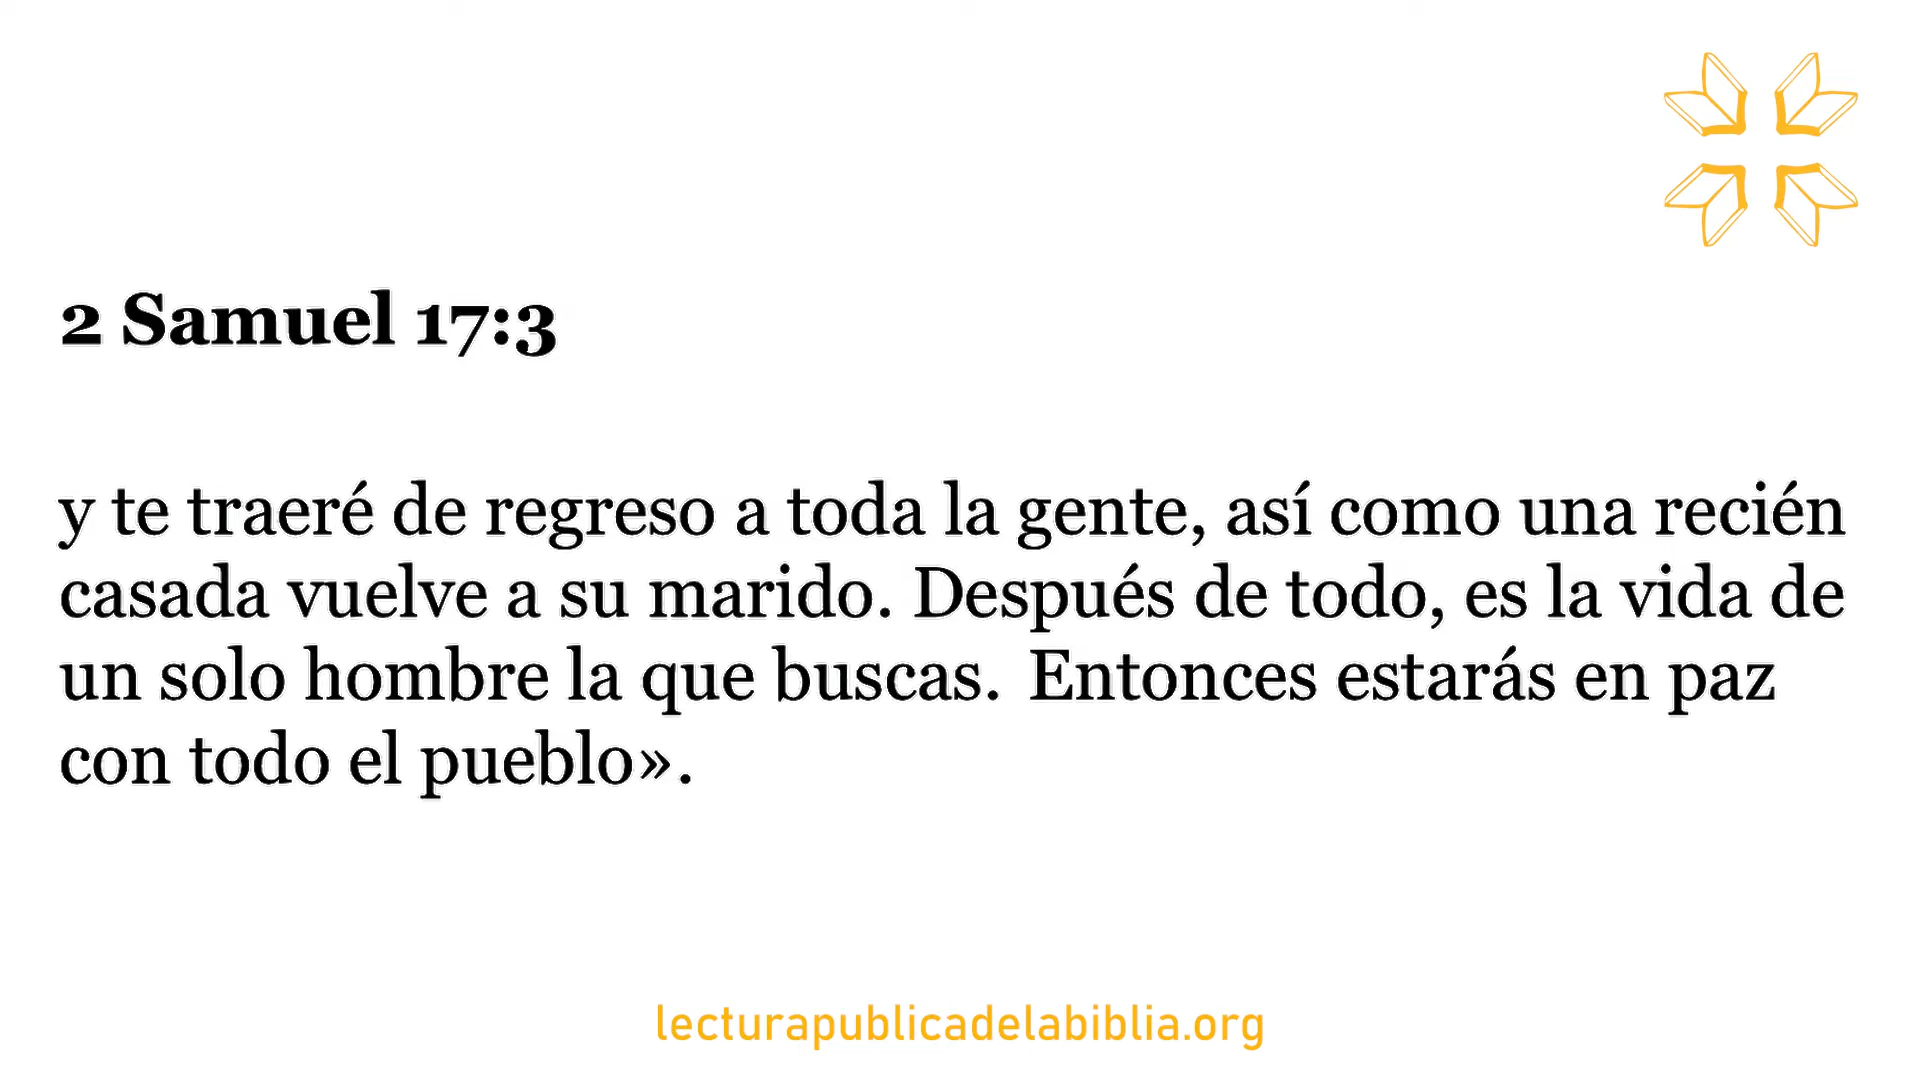 2 Samuel 17:3
y te traeré de regreso a toda la gente, así como una recién
casada vuelve a su marido. Después de todo, es la vida de
un solo hombre la que buscas. Entonces estarás en paz
con todo el pueblo».
lecturapublicadelabiblia.org